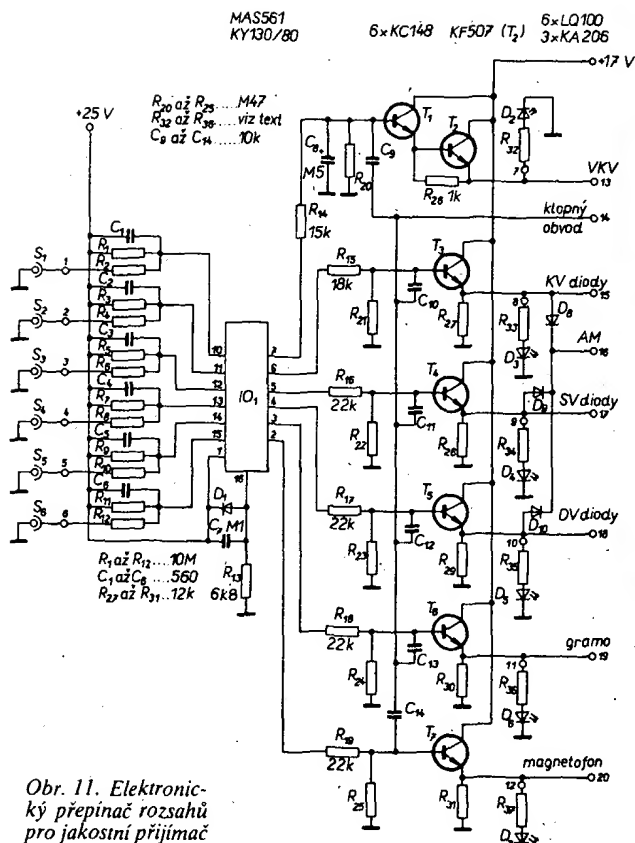 MAS561
KY130/80
6×KC148 KF507 (T₂)
6×LQ100
3×KA206
+17 V
+25 V
R₂₀ až R₂₅....M47
R₃₂ až R₃₆....viz text
C₉ až C₁₄....10k
T₁
T₂
D₂
R₃₂
7
C₈+
M5
R₂₀
C₉
R₂₆
1k
VKV
13
R₁₄
15k
klopný
obvod
14
S₁ 1
C₁
R₁
R₂
S₂ 2
C₂
R₃
R₄
S₃ 3
C₃
R₅
R₆
S₄ 4
C₄
R₇
R₈
S₅ 5
C₅
R₉
R₁₀
S₆ 6
C₆
R₁₁
R₁₂
IO₁
10
11
12
13
14
15
1
16
6
5
4
3
2
D₁
C₇ M1
R₁₃
6k8
R₁ až R₁₂...10M
C₁ až C₆....560
R₂₇ až R₃₁...12k
R₁₅
18k
R₂₁
C₁₀
T₃
R₂₇
8
R₃₃
D₃
KV diody
15
D₈
AM
16
R₁₆
22k
R₂₂
C₁₁
T₄
R₂₈
D₉
SV diody
17
9
R₃₄
D₄
R₁₇
22k
R₂₃
C₁₂
T₅
R₂₉
D₁₀
DV diody
18
10
R₃₅
D₅
R₁₈
22k
R₂₄
C₁₃
T₆
R₃₀
gramo
19
11
R₃₆
D₆
C₁₄
R₁₉
22k
R₂₅
T₇
R₃₁
magnetofon
20
12
R₃₇
Obr. 11. Elektronic-
ký přepínač rozsahů
pro jakostní přijímač